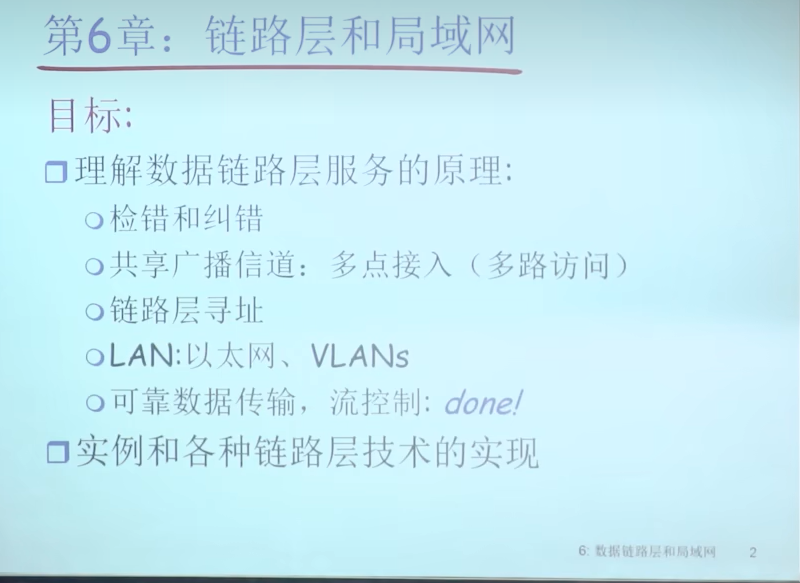 第6章：链路层和局域网
目标:
理解数据链路层服务的原理:
检错和纠错
共享广播信道：多点接入（多路访问）
链路层寻址
LAN:以太网、VLANs
可靠数据传输，流控制: done!
实例和各种链路层技术的实现
6: 数据链路层和局域网 2